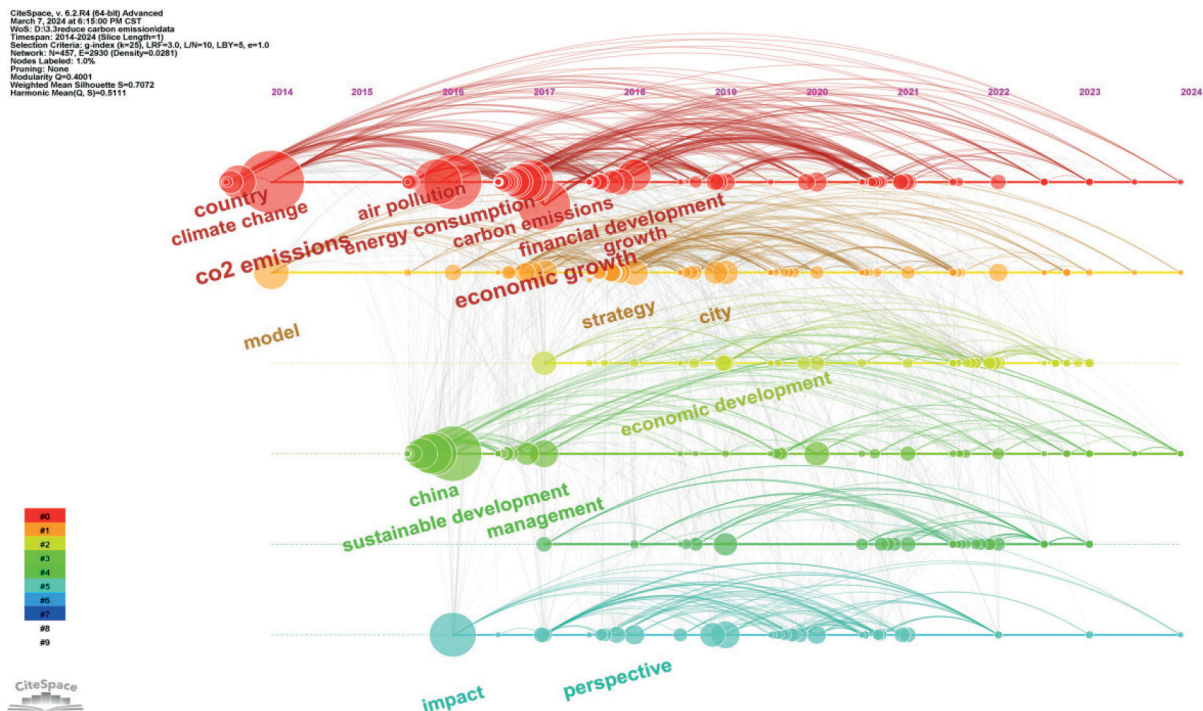 CiteSpace, v. 6.2.R4 (64-bit) Advanced
March 7, 2024 at 6:15:00 PM CST
WoS: D:\3.3reduce carbon emission\data
Timespan: 2014-2024 (Slice Length=1)
Selection Criteria: g-index (k=25), LRF=3.0, L/N=10, LBY=5, e=1.0
Network: N=457, E=2930 (Density=0.0281)
Nodes Labeled: 1.0%
Pruning: None
Modularity Q=0.4001
Weighted Mean Silhouette S=0.7072
Harmonic Mean(Q, S)=0.5111
2014 2015 2016 2017 2018 2019 2020 2021 2022 2023 2024
country
climate change
co2 emissions
air pollution
energy consumption
carbon emissions
financial development
growth
economic growth
model
strategy
city
economic development
china
sustainable development
management
impact
perspective
#0
#1
#2
#3
#4
#5
#6
#7
#8
#9
CiteSpace